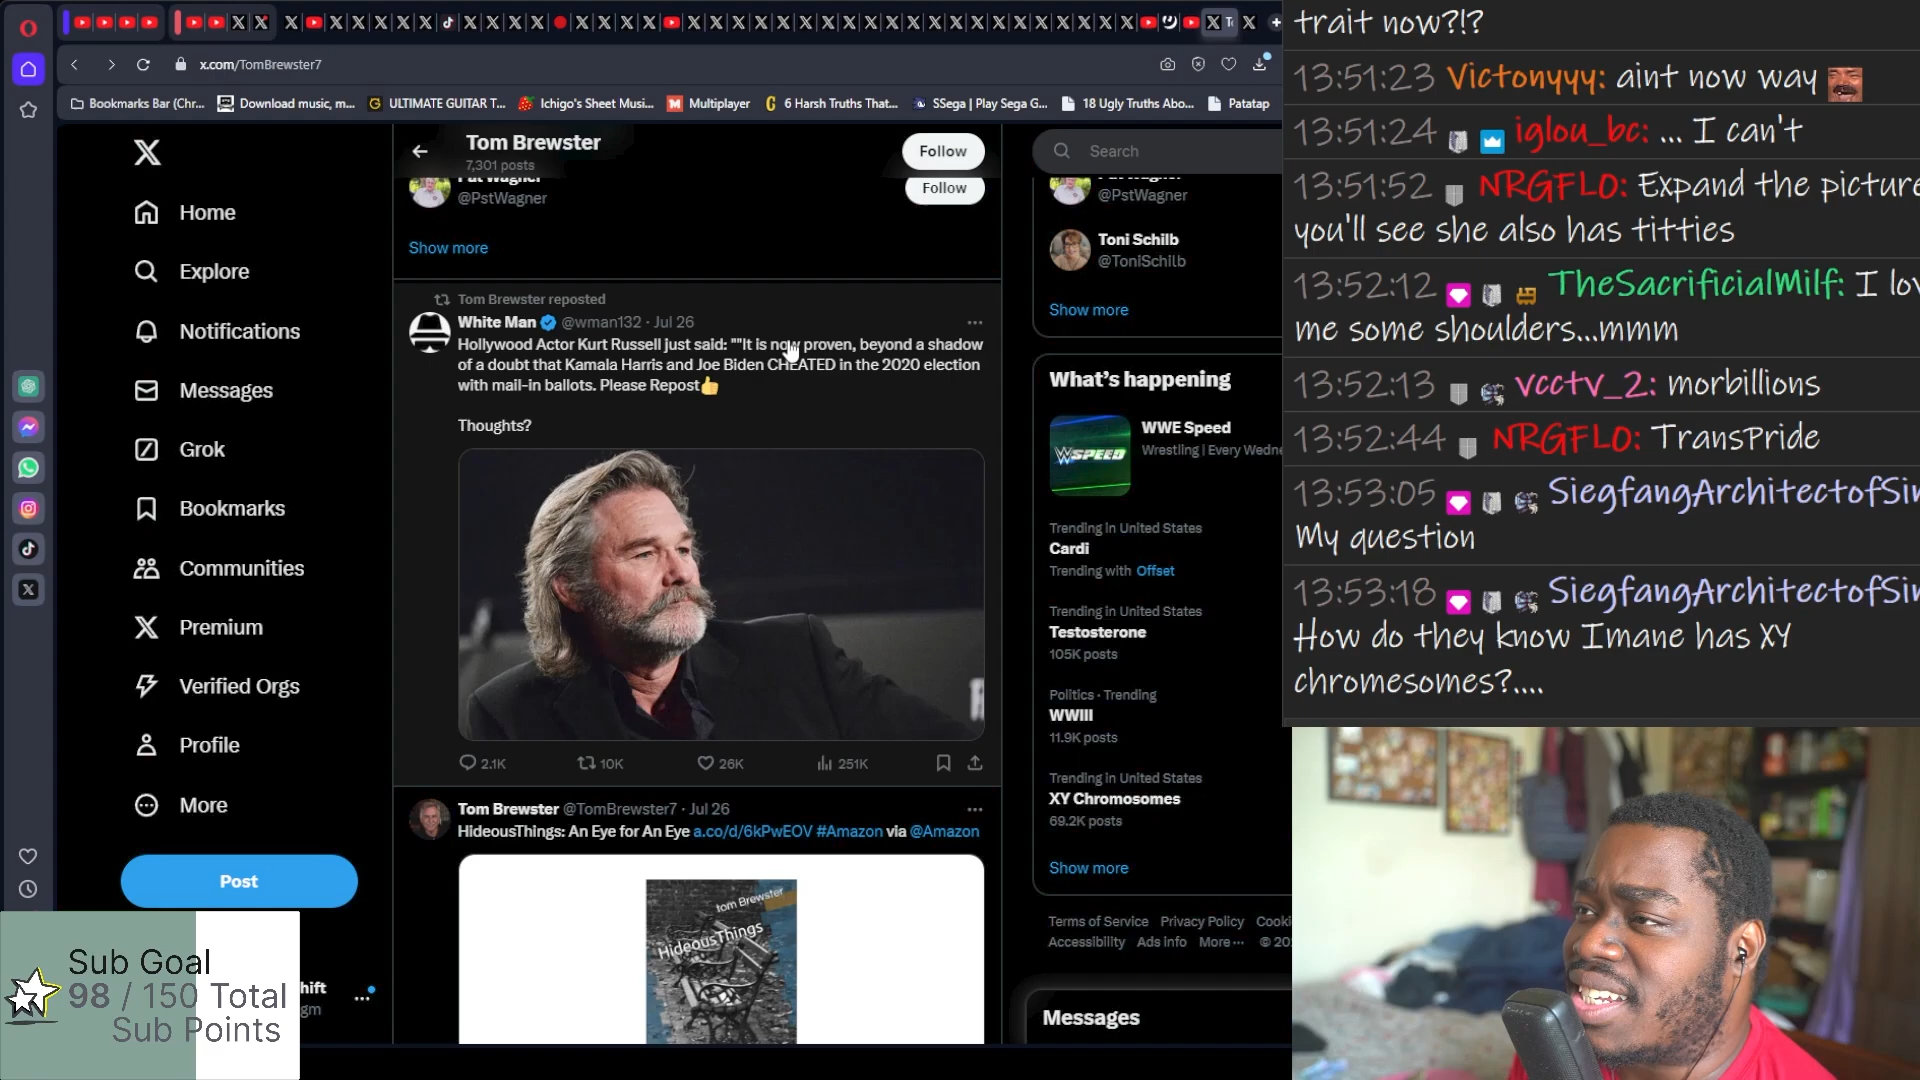 x.com/TomBrewster7
Bookmarks Bar (Chr...
Download music, m...
ULTIMATE GUITAR T...
Ichigo's Sheet Musi...
Multiplayer
6 Harsh Truths That...
SSega | Play Sega G...
18 Ugly Truths Abo...
Patatap
Home
Explore
Notifications
Messages
Grok
Bookmarks
Communities
Premium
Verified Orgs
Profile
More
Post
Sub Goal
98 / 150 Total
Sub Points
hift
gm
Tom Brewster
7,301 posts
Follow
Pat Wagner
@PstWagner
Follow
Show more
Tom Brewster reposted
White Man @wman132 · Jul 26
Hollywood Actor Kurt Russell just said: ""It is now proven, beyond a shadow
of a doubt that Kamala Harris and Joe Biden CHEATED in the 2020 election
with mail-in ballots. Please Repost👍
Thoughts?
2.1K
10K
26K
251K
Tom Brewster @TomBrewster7 · Jul 26
HideousThings: An Eye for An Eye a.co/d/6kPwEOV #Amazon via @Amazon
tom Brewster
HideousThings
Search
@PstWagner
Toni Schilb
@ToniSchilb
Show more
What's happening
WWE Speed
Wrestling | Every Wedne
W SPEED
Trending in United States
Cardi
Trending with Offset
Trending in United States
Testosterone
105K posts
Politics · Trending
WWIII
11.9K posts
Trending in United States
XY Chromosomes
69.2K posts
Show more
Terms of Service Privacy Policy Cooki
Accessibility Ads info More ··· © 20
Messages
trait now?!?
13:51:23 Victonyyy: aint now way
13:51:24 iglou_bc: ... I can't
13:51:52 NRGFLO: Expand the picture
you'll see she also has titties
13:52:12 TheSacrificialMilf: I lov
me some shoulders...mmm
13:52:13 vcctv_2: morbillions
13:52:44 NRGFLO: TransPride
13:53:05 SiegfangArchitectofSin
My question
13:53:18 SiegfangArchitectofSin
How do they know Imane has XY
chromesomes?....